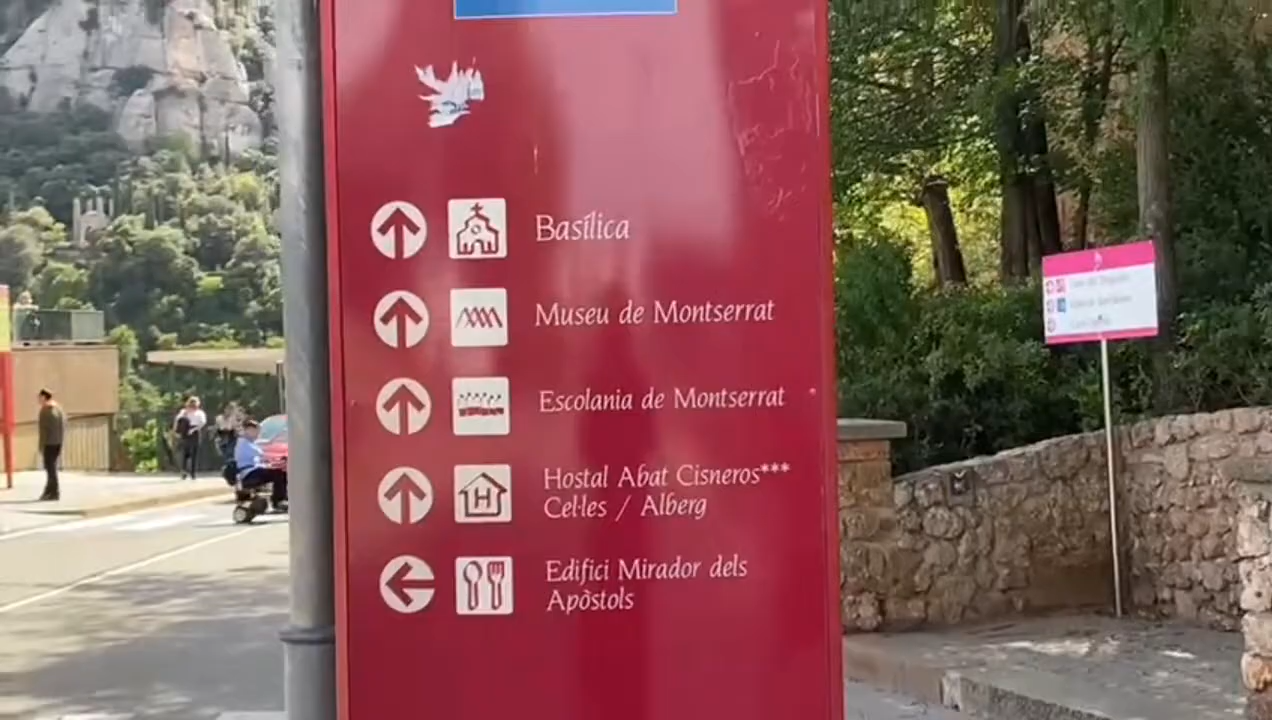 Basílica
Museu de Montserrat
Escolania de Montserrat
Hostal Abat Cisneros***
Cel·les / Alberg
H
Edifici Mirador dels
Apòstols